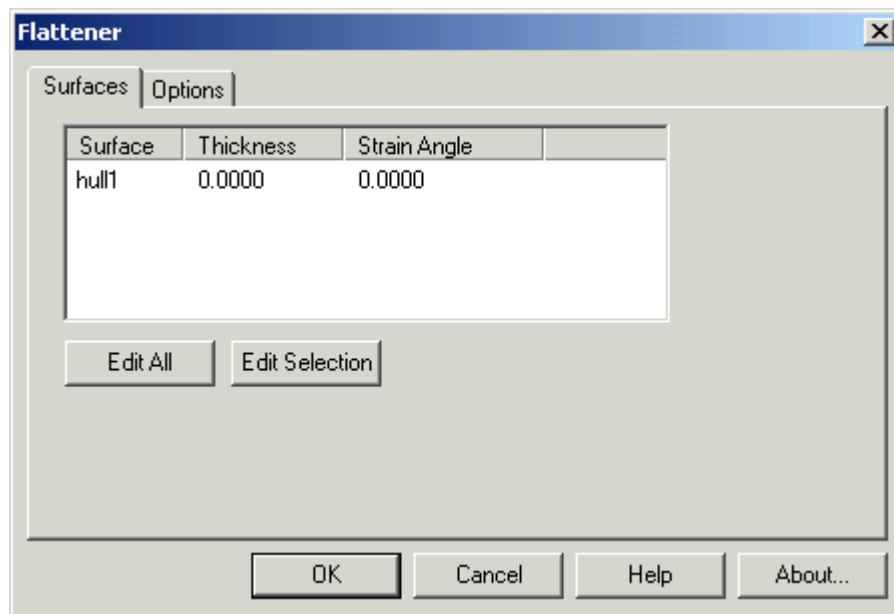 Flattener
Surfaces Options
Surface Thickness Strain Angle
hull1 0.0000 0.0000
Edit All Edit Selection
OK Cancel Help About...